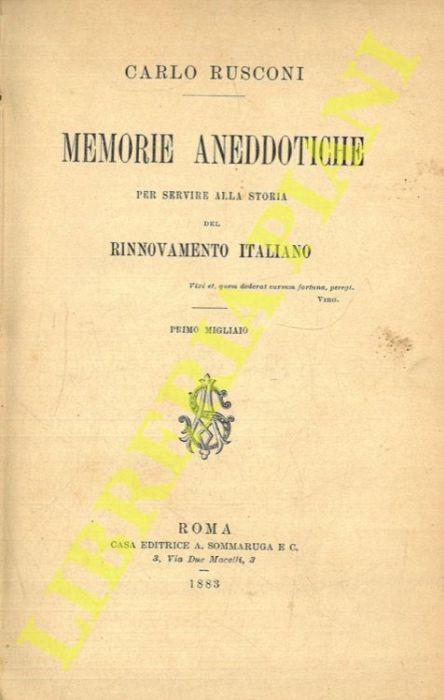 CARLO RUSCONI
MEMORIE ANEDDOTICHE
PER SERVIRE ALLA STORIA
DEL
RINNOVAMENTO ITALIANO
Vixi et, quem dederat cursum fortuna, peregi.
VIRG.
PRIMO MIGLIAIO
ROMA
CASA EDITRICE A. SOMMARUGA E C.
3, Via Due Macelli, 3
1883
LIBRERIA PIANI